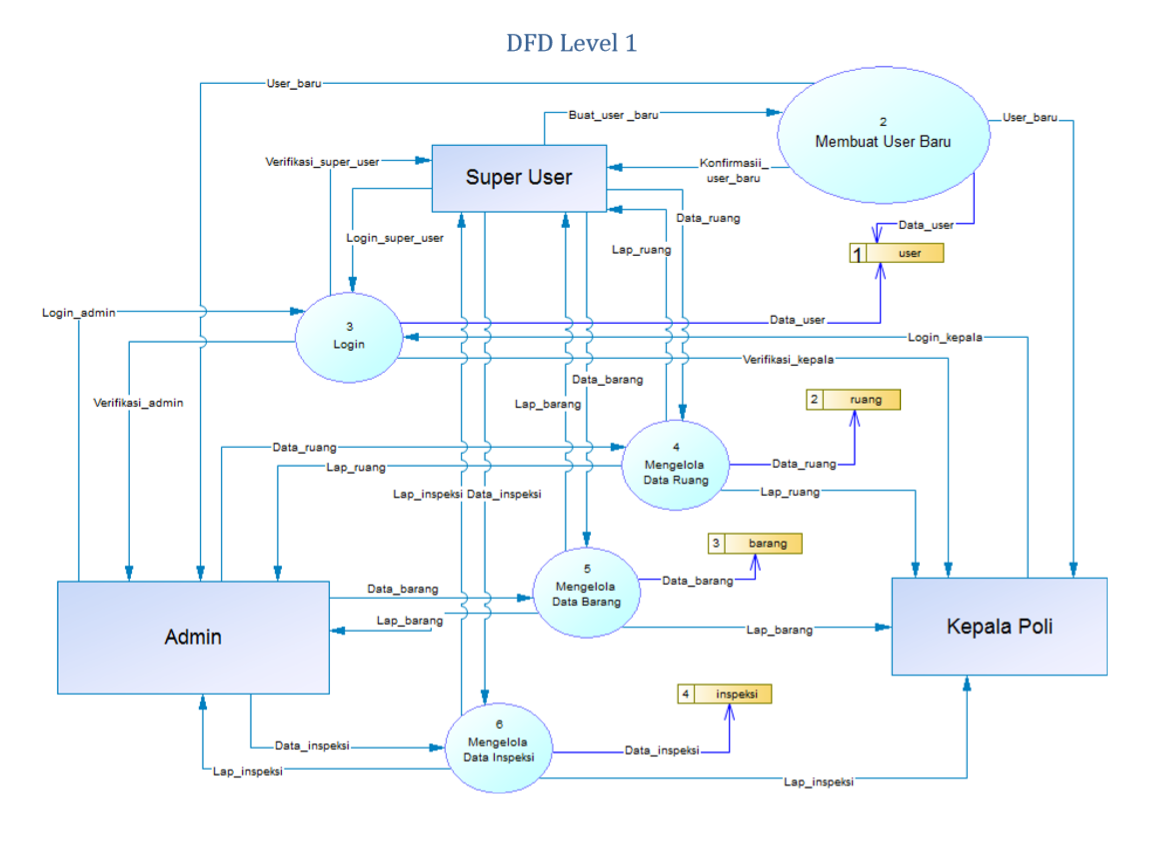 DFD Level 1
User_baru
Buat_user _baru
User_baru
2
Membuat User Baru
Verifikasi_super_user
Super User
Konfirmasii_
user_baru
Data_ruang
Data_user
Login_super_user
Lap_ruang
1 user
Login_admin
Data_user
3
Login
Login_kepala
Verifikasi_kepala
Data_barang
Verifikasi_admin
Lap_barang
2 ruang
Data_ruang
4
Mengelola
Data Ruang
Lap_ruang
Data_ruang
Lap_inspeksi
Data_inspeksi
Lap_ruang
3 barang
5
Mengelola
Data Barang
Data_barang
Data_barang
Lap_barang
Lap_barang
Admin
Kepala Poli
4 inspeksi
6
Mengelola
Data Inspeksi
Data_inspeksi
Data_inspeksi
Lap_inspeksi
Lap_inspeksi